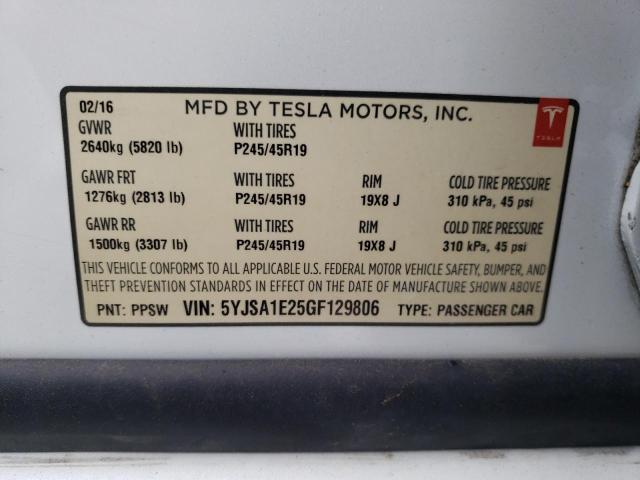 02/16 MFD BY TESLA MOTORS, INC.
GVWR WITH TIRES
2640kg (5820 lb) P245/45R19
TESLA
GAWR FRT WITH TIRES RIM COLD TIRE PRESSURE
1276kg (2813 lb) P245/45R19 19X8 J 310 kPa, 45 psi
GAWR RR WITH TIRES RIM COLD TIRE PRESSURE
1500kg (3307 lb) P245/45R19 19X8 J 310 kPa, 45 psi
THIS VEHICLE CONFORMS TO ALL APPLICABLE U.S. FEDERAL MOTOR VEHICLE SAFETY, BUMPER, AND
THEFT PREVENTION STANDARDS IN EFFECT ON THE DATE OF MANUFACTURE SHOWN ABOVE.
PNT: PPSW VIN: 5YJSA1E25GF129806 TYPE: PASSENGER CAR